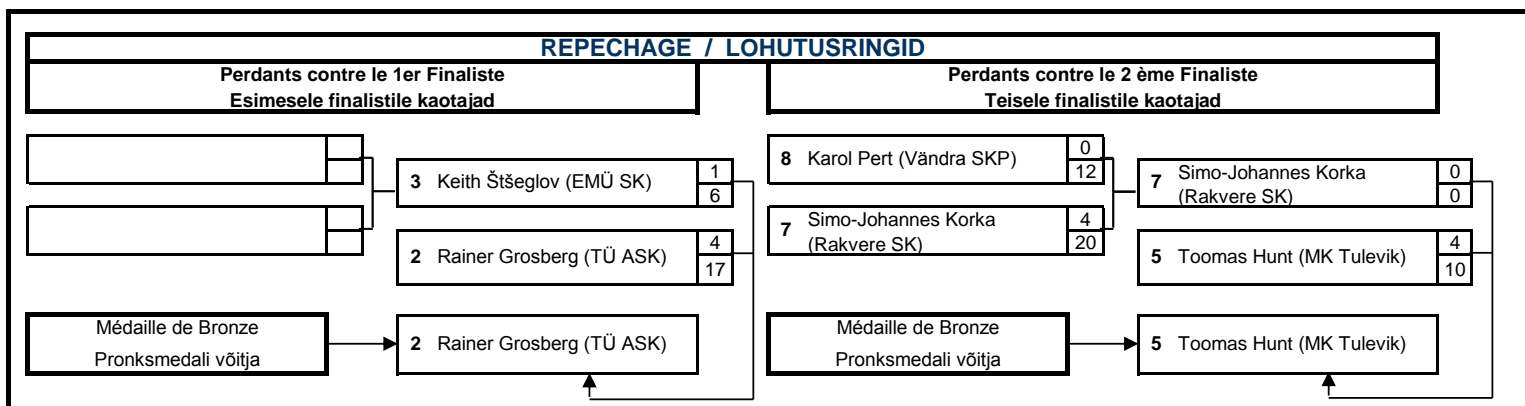 REPECHAGE / LOHUTUSRINGID
Perdants contre le 1er Finaliste
Esimesele finalistile kaotajad
Perdants contre le 2 ème Finaliste
Teisele finalistile kaotajad
3 Keith Štšeglov (EMÜ SK) 1
6
2 Rainer Grosberg (TÜ ASK) 4
17
Médaille de Bronze
Pronksmedali võitja
2 Rainer Grosberg (TÜ ASK)
8 Karol Pert (Vändra SKP) 0
12
7 Simo-Johannes Korka 4
(Rakvere SK) 20
7 Simo-Johannes Korka 0
(Rakvere SK) 0
5 Toomas Hunt (MK Tulevik) 4
10
Médaille de Bronze
Pronksmedali võitja
5 Toomas Hunt (MK Tulevik)